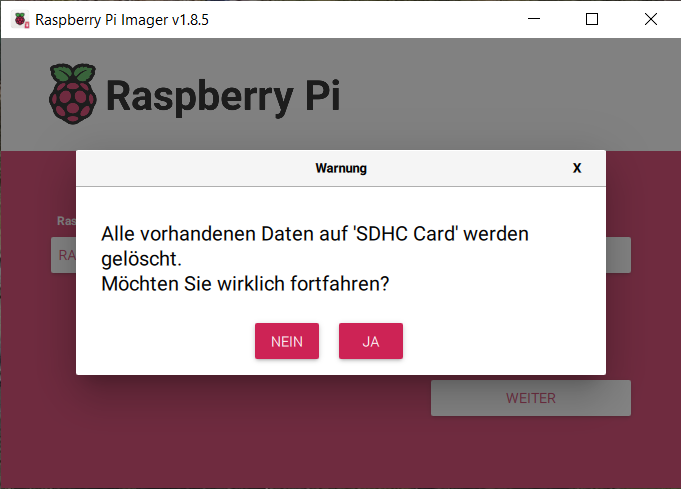 Raspberry Pi Imager v1.8.5
Raspberry Pi
Warnung
X
Ras
RA
Alle vorhandenen Daten auf 'SDHC Card' werden
gelöscht.
Möchten Sie wirklich fortfahren?
NEIN
JA
WEITER